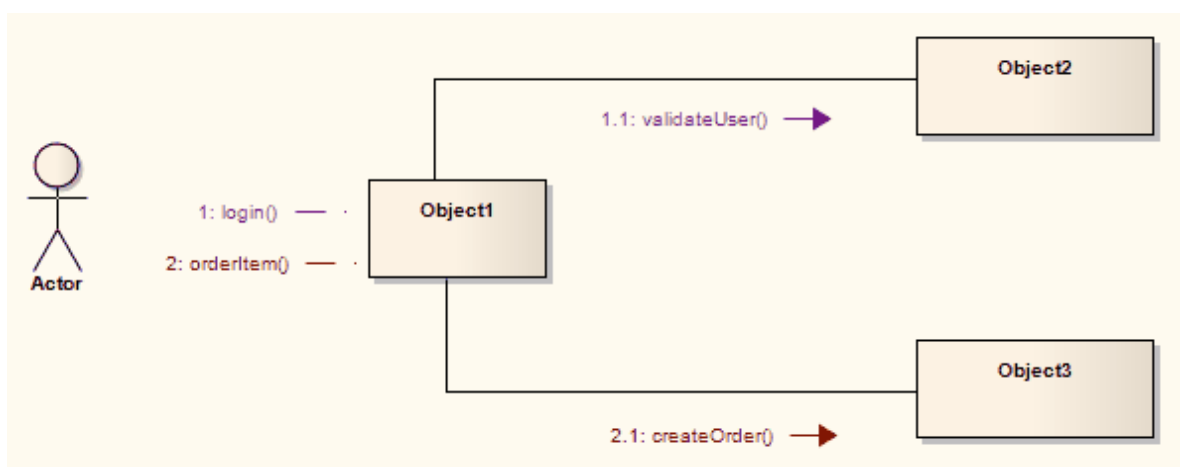 Object2
1.1: validateUser()
1: login()
Object1
2: orderItem()
Actor
Object3
2.1: createOrder()